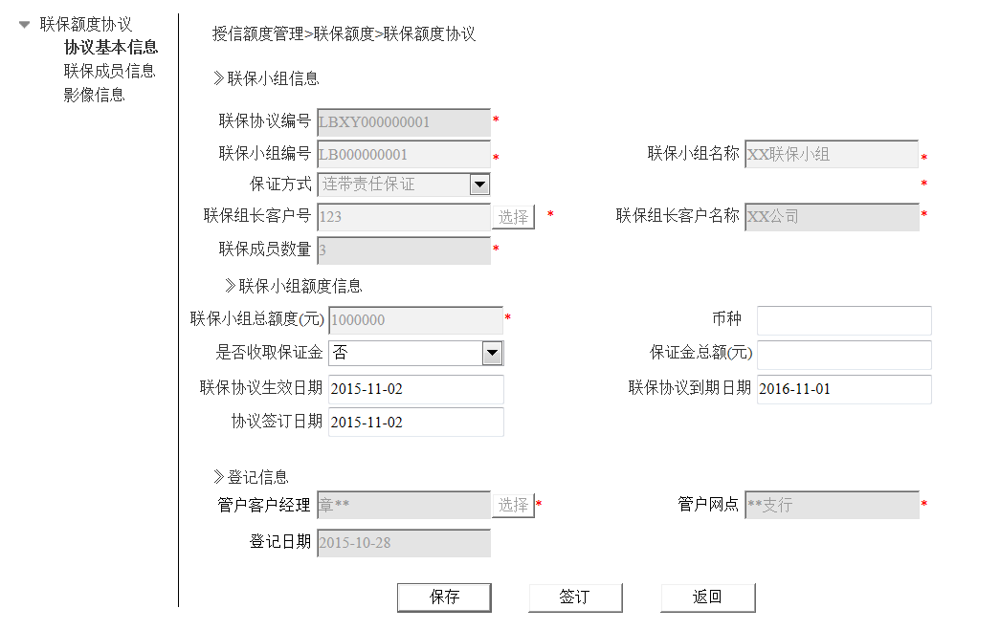 联保额度协议
协议基本信息
联保成员信息
影像信息
授信额度管理>联保额度>联保额度协议
≫联保小组信息
联保协议编号 LBXY000000001 *
联保小组编号 LB000000001 * 联保小组名称 XX联保小组 *
保证方式 连带责任保证 *
联保组长客户号 123 选择 * 联保组长客户名称 XX公司 *
联保成员数量 3 *
≫联保小组额度信息
联保小组总额度(元) 1000000 * 币种
是否收取保证金 否 保证金总额(元)
联保协议生效日期 2015-11-02 联保协议到期日期 2016-11-01
协议签订日期 2015-11-02
≫登记信息
管户客户经理 章** 选择 * 管户网点 **支行 *
登记日期 2015-10-28
保存 签订 返回